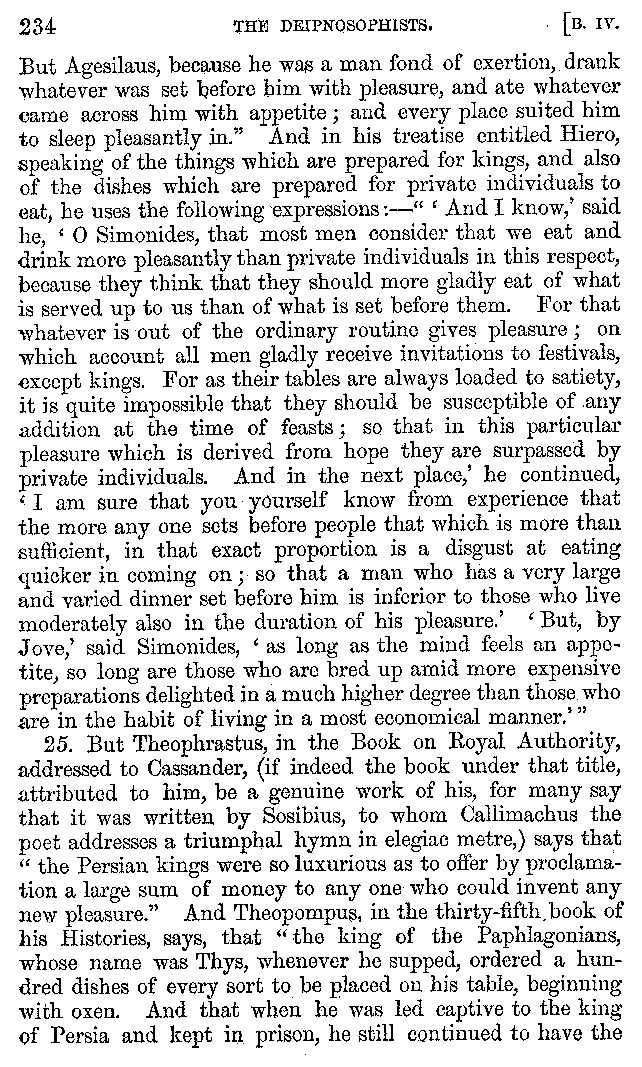 234 THE DEIPNOSOPHISTS. [B. IV.
But Agesilaus, because he was a man fond of exertion, drank
whatever was set before him with pleasure, and ate whatever
came across him with appetite; and every place suited him
to sleep pleasantly in.” And in his treatise entitled Hiero,
speaking of the things which are prepared for kings, and also
of the dishes which are prepared for private individuals to
eat, he uses the following expressions:—“ ‘ And I know,’ said
he, ‘ O Simonides, that most men consider that we eat and
drink more pleasantly than private individuals in this respect,
because they think that they should more gladly eat of what
is served up to us than of what is set before them. For that
whatever is out of the ordinary routine gives pleasure; on
which account all men gladly receive invitations to festivals,
except kings. For as their tables are always loaded to satiety,
it is quite impossible that they should be susceptible of any
addition at the time of feasts; so that in this particular
pleasure which is derived from hope they are surpassed by
private individuals. And in the next place,’ he continued,
‘ I am sure that you yourself know from experience that
the more any one sets before people that which is more than
sufficient, in that exact proportion is a disgust at eating
quicker in coming on; so that a man who has a very large
and varied dinner set before him is inferior to those who live
moderately also in the duration of his pleasure.’ ‘ But, by
Jove,’ said Simonides, ‘ as long as the mind feels an appe-
tite, so long are those who are bred up amid more expensive
preparations delighted in a much higher degree than those who
are in the habit of living in a most economical manner.’ ”
25. But Theophrastus, in the Book on Royal Authority,
addressed to Cassander, (if indeed the book under that title,
attributed to him, be a genuine work of his, for many say
that it was written by Sosibius, to whom Callimachus the
poet addresses a triumphal hymn in elegiac metre,) says that
“ the Persian kings were so luxurious as to offer by proclama-
tion a large sum of money to any one who could invent any
new pleasure.” And Theopompus, in the thirty-fifth book of
his Histories, says, that “ the king of the Paphlagonians,
whose name was Thys, whenever he supped, ordered a hun-
dred dishes of every sort to be placed on his table, beginning
with oxen. And that when he was led captive to the king
of Persia and kept in prison, he still continued to have the